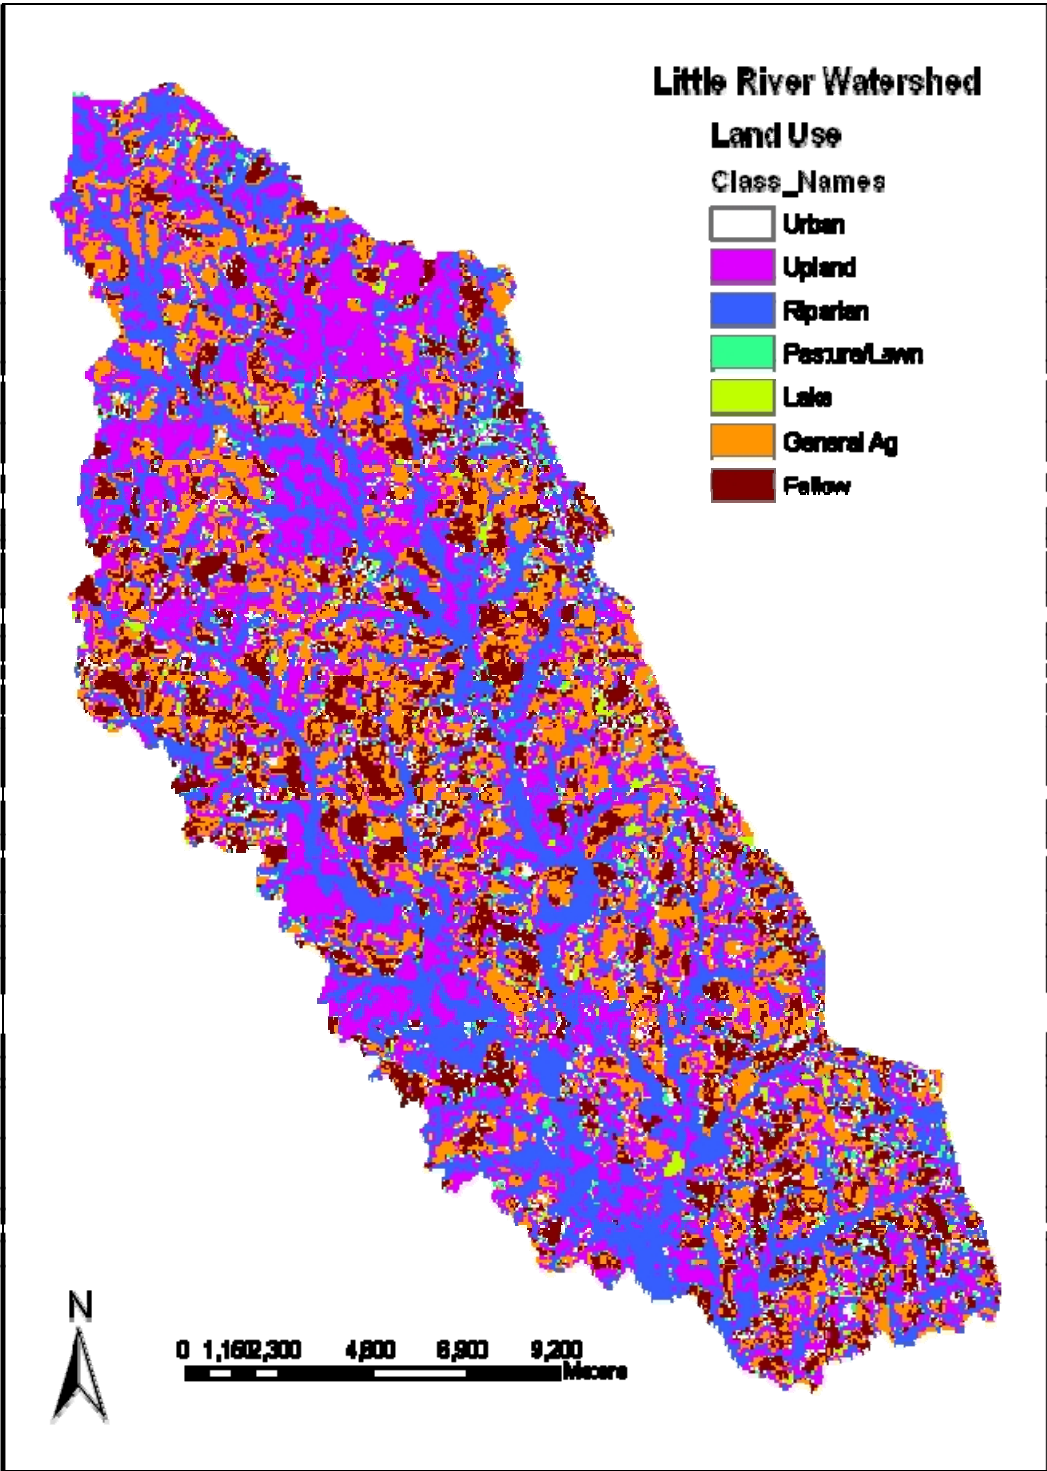 Little River Watershed
Land Use
Class_Names
Urban
Upland
Riparian
Pasture/Lawn
Lake
General Ag
Fallow
N
0 1,150 2,300 4,600 6,900 9,200
Meters